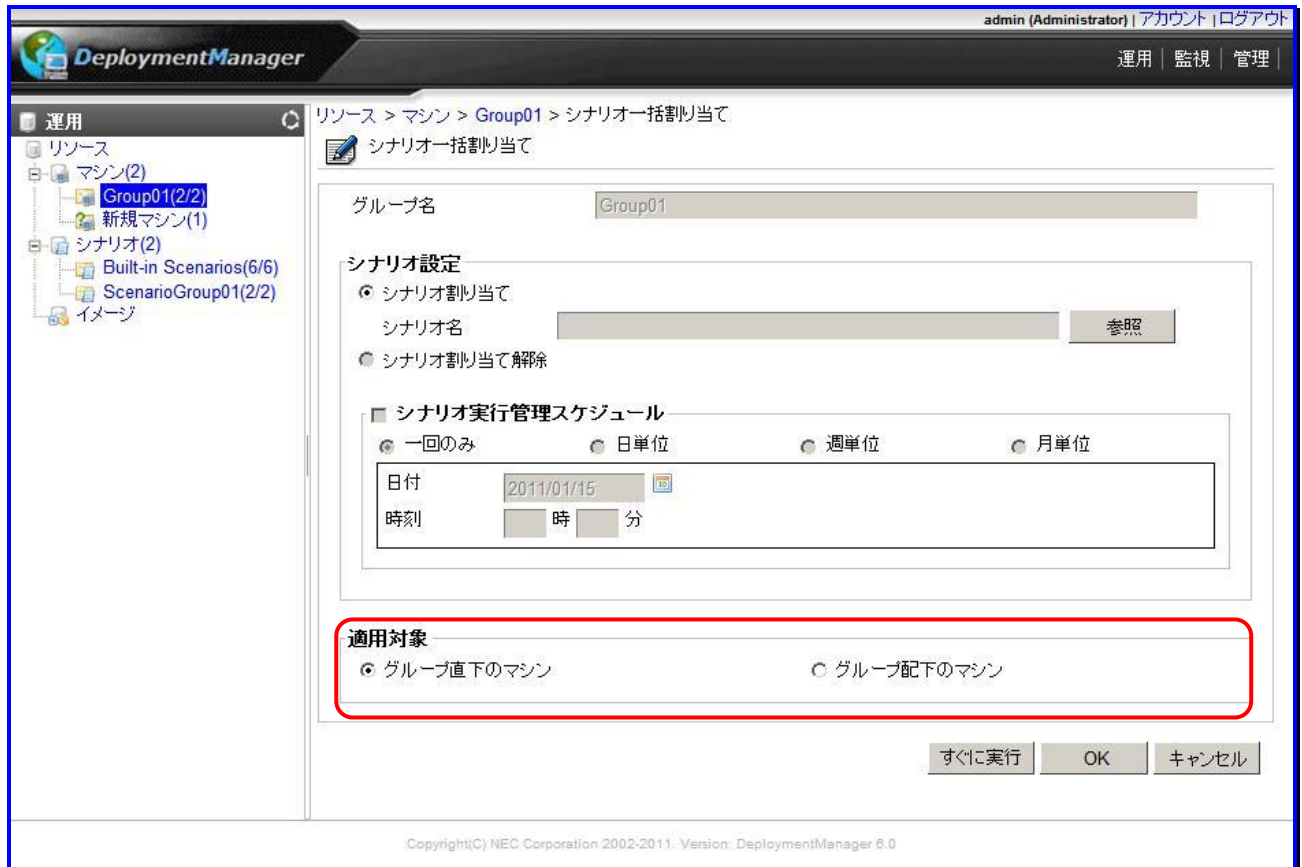 admin (Administrator) | アカウント | ログアウト
DeploymentManager
運用 | 監視 | 管理
運用
リソース
マシン(2)
Group01(2/2)
新規マシン(1)
シナリオ(2)
Built-in Scenarios(6/6)
ScenarioGroup01(2/2)
イメージ
リソース > マシン > Group01 > シナリオ一括割り当て
シナリオ一括割り当て
グループ名 Group01
シナリオ設定
シナリオ割り当て
シナリオ名 参照
シナリオ割り当て解除
シナリオ実行管理スケジュール
一回のみ 日単位 週単位 月単位
日付 2011/01/15
時刻 時 分
適用対象
グループ直下のマシン グループ配下のマシン
すぐに実行 OK キャンセル
Copyright(C) NEC Corporation 2002-2011. Version: DeploymentManager 6.0